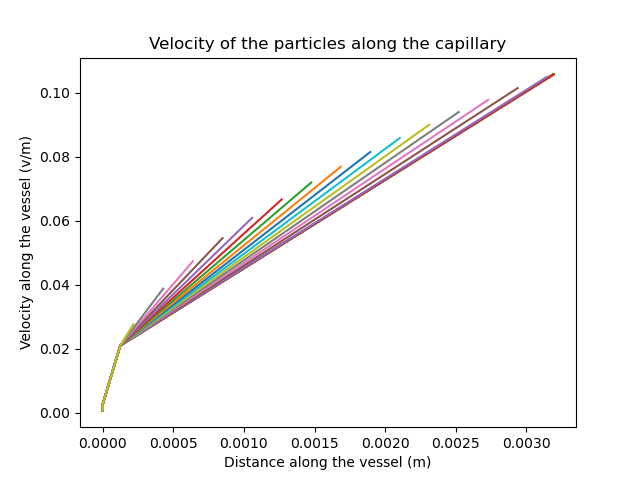 Velocity of the particles along the capillary
Velocity along the vessel (v/m)
0.10
0.08
0.06
0.04
0.02
0.00
0.0000 0.0005 0.0010 0.0015 0.0020 0.0025 0.0030
Distance along the vessel (m)